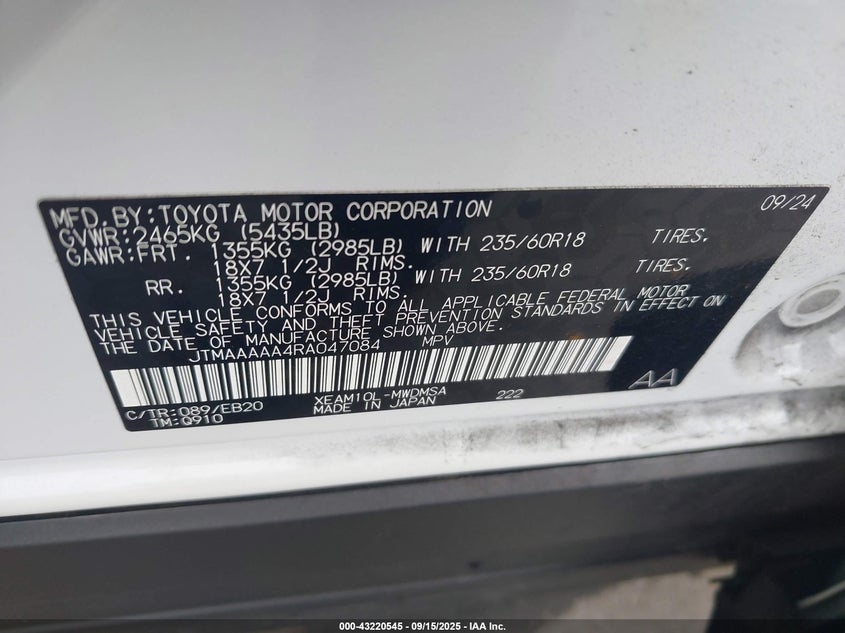 MFD. BY: TOYOTA MOTOR CORPORATION 09/24
GVWR: 2465KG (5435LB)
GAWR: FRT. 1355KG (2985LB) WITH 235/60R18 TIRES.
18X7 1/2J RIMS.
RR. 1355KG (2985LB) WITH 235/60R18 TIRES.
18X7 1/2J RIMS.
THIS VEHICLE CONFORMS TO ALL APPLICABLE FEDERAL MOTOR
VEHICLE SAFETY AND THEFT PREVENTION STANDARDS IN EFFECT ON
THE DATE OF MANUFACTURE SHOWN ABOVE.
JTMAAAAA4RA047084 MPV
AA
C/TR: 089/EB20 XEAM10L-MWDMSA 222
TM: Q910 MADE IN JAPAN
000-43220545 - 09/15/2025 - IAA Inc.